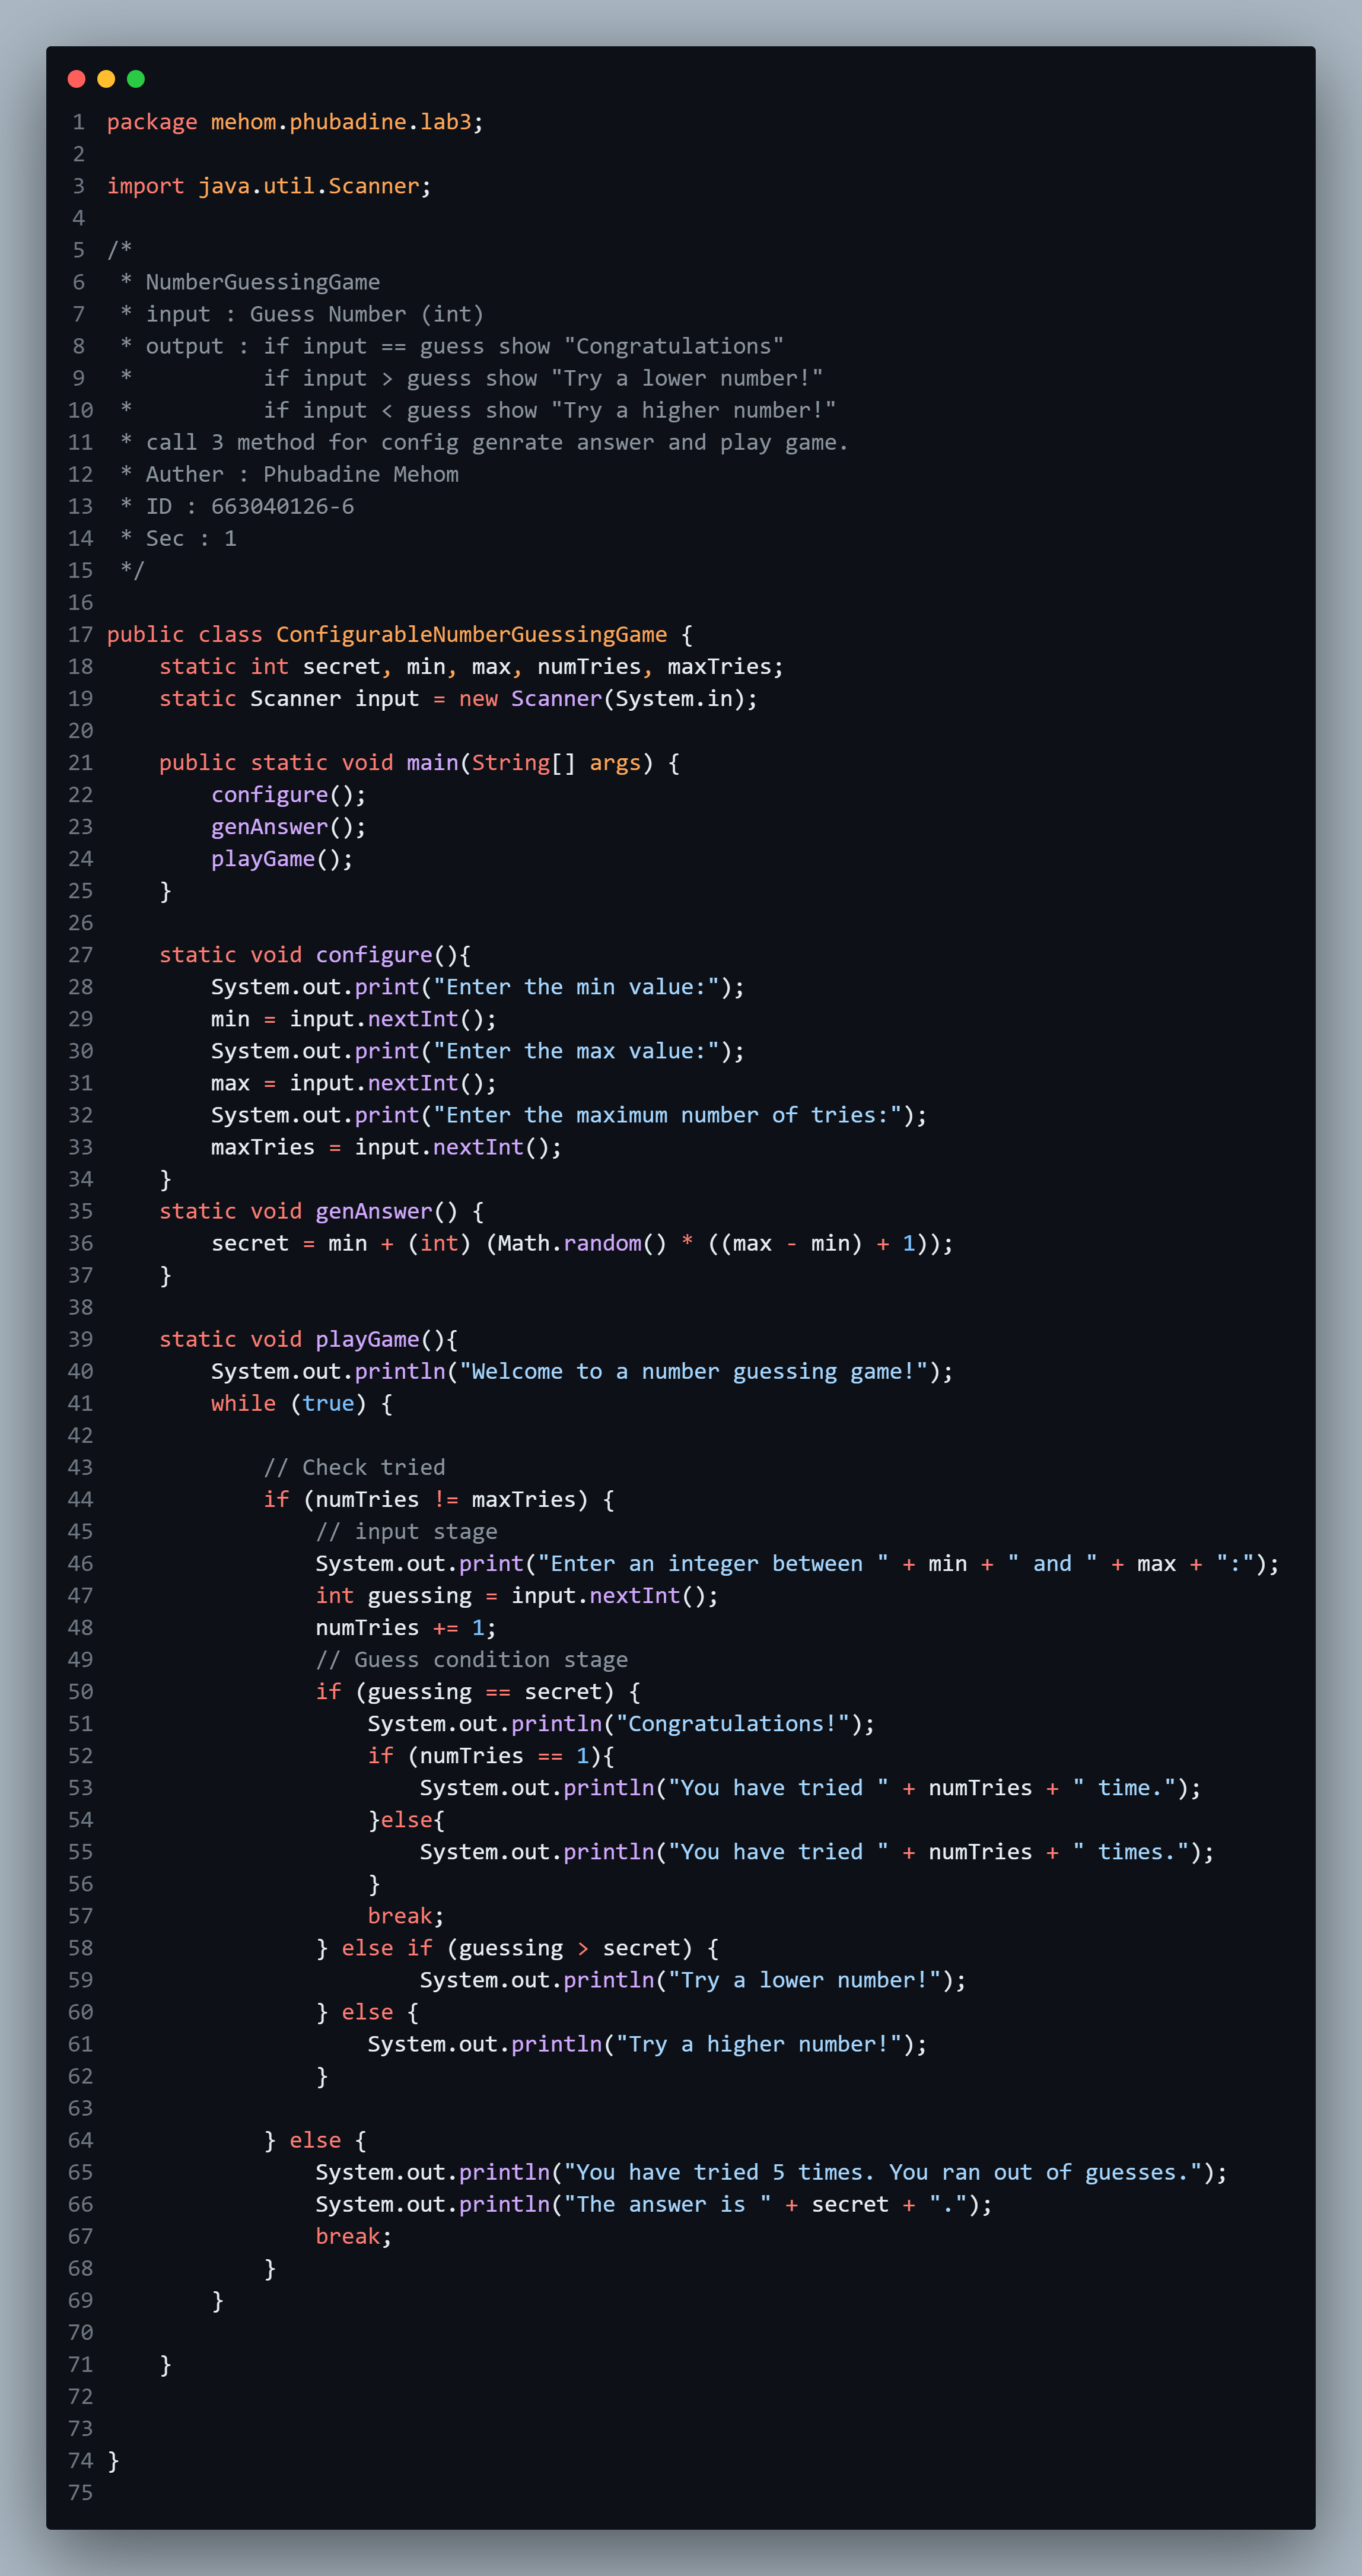 1 package mehom.phubadine.lab3;
2
3 import java.util.Scanner;
4
5 /*
6  * NumberGuessingGame
7  * input : Guess Number (int)
8  * output : if input == guess show "Congratulations"
9  *          if input > guess show "Try a lower number!"
10  *          if input < guess show "Try a higher number!"
11  * call 3 method for config genrate answer and play game.
12  * Auther : Phubadine Mehom
13  * ID : 663040126-6
14  * Sec : 1
15  */
16
17 public class ConfigurableNumberGuessingGame {
18     static int secret, min, max, numTries, maxTries;
19     static Scanner input = new Scanner(System.in);
20
21     public static void main(String[] args) {
22         configure();
23         genAnswer();
24         playGame();
25     }
26
27     static void configure(){
28         System.out.print("Enter the min value:");
29         min = input.nextInt();
30         System.out.print("Enter the max value:");
31         max = input.nextInt();
32         System.out.print("Enter the maximum number of tries:");
33         maxTries = input.nextInt();
34     }
35     static void genAnswer() {
36         secret = min + (int) (Math.random() * ((max - min) + 1));
37     }
38
39     static void playGame(){
40         System.out.println("Welcome to a number guessing game!");
41         while (true) {
42
43             // Check tried
44             if (numTries != maxTries) {
45                 // input stage
46                 System.out.print("Enter an integer between " + min + " and " + max + ":");
47                 int guessing = input.nextInt();
48                 numTries += 1;
49                 // Guess condition stage
50                 if (guessing == secret) {
51                     System.out.println("Congratulations!");
52                     if (numTries == 1){
53                         System.out.println("You have tried " + numTries + " time.");
54                     }else{
55                         System.out.println("You have tried " + numTries + " times.");
56                     }
57                     break;
58                 } else if (guessing > secret) {
59                         System.out.println("Try a lower number!");
60                 } else {
61                     System.out.println("Try a higher number!");
62                 }
63
64             } else {
65                 System.out.println("You have tried 5 times. You ran out of guesses.");
66                 System.out.println("The answer is " + secret + ".");
67                 break;
68             }
69         }
70
71     }
72
73
74 }
75